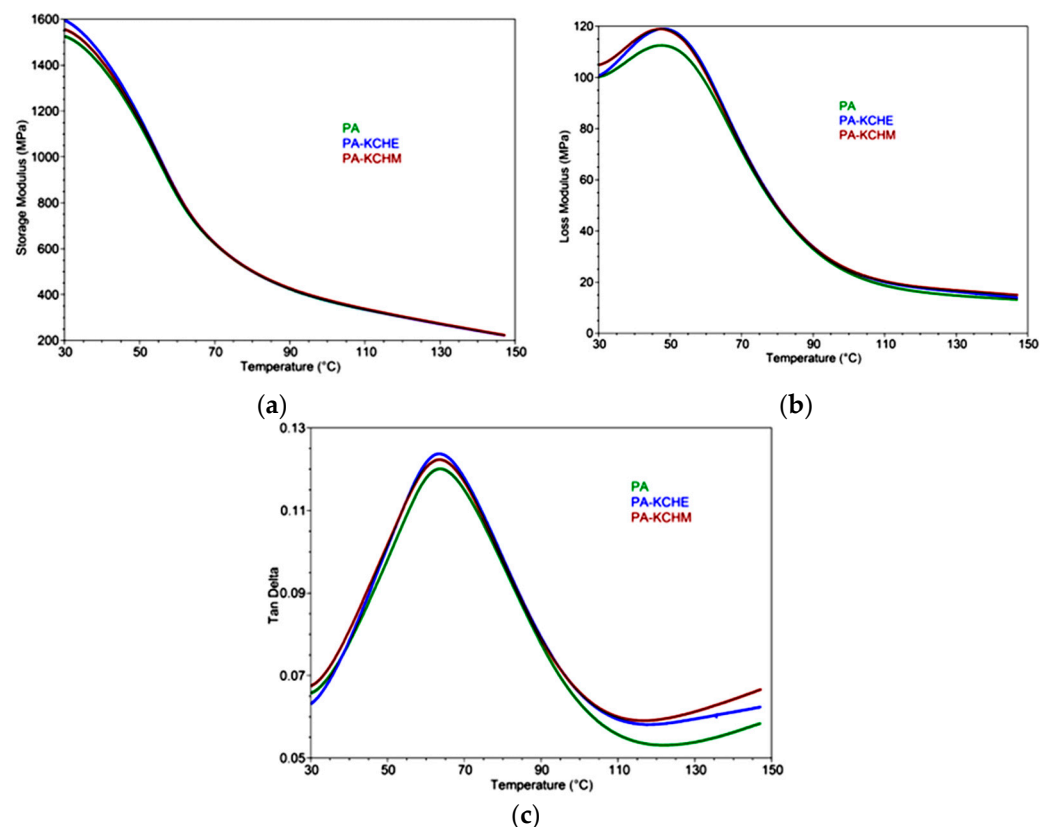 1600
1400
1200
1000
800
600
400
200
Storage Modulus (MPa)
PA
PA-KCHE
PA-KCHM
30 50 70 90 110 130 150
Temperature (°C)
(a)
120
100
80
60
40
20
0
Loss Modulus (MPa)
PA
PA-KCHE
PA-KCHM
30 50 70 90 110 130 150
Temperature (°C)
(b)
0.13
0.11
0.09
0.07
0.05
Tan Delta
PA
PA-KCHE
PA-KCHM
30 50 70 90 110 130 150
Temperature (°C)
(c)